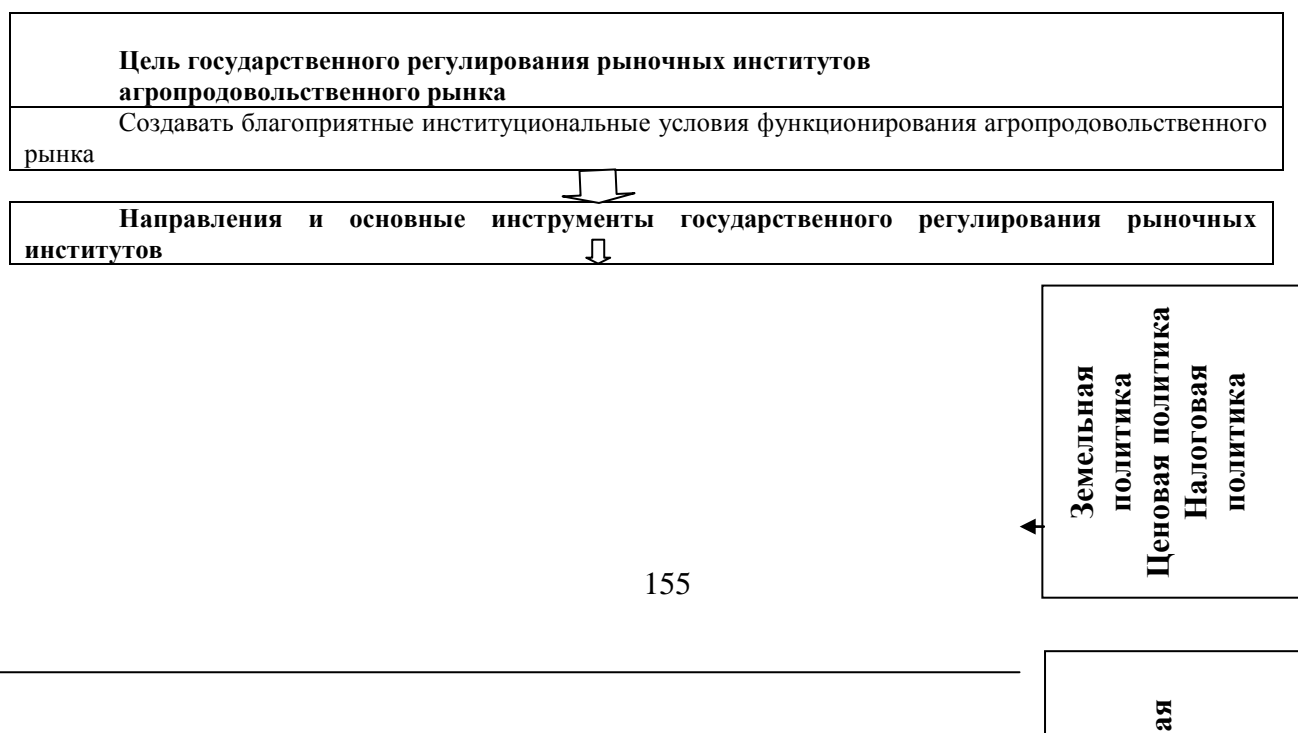 Цель государственного регулирования рыночных институтов
агропродовольственного рынка
Создавать благоприятные институциональные условия функционирования агропродовольственного
рынка
Направления и основные инструменты государственного регулирования рыночных
институтов
Земельная
политика
Ценовая политика
Налоговая
политика
155
ая